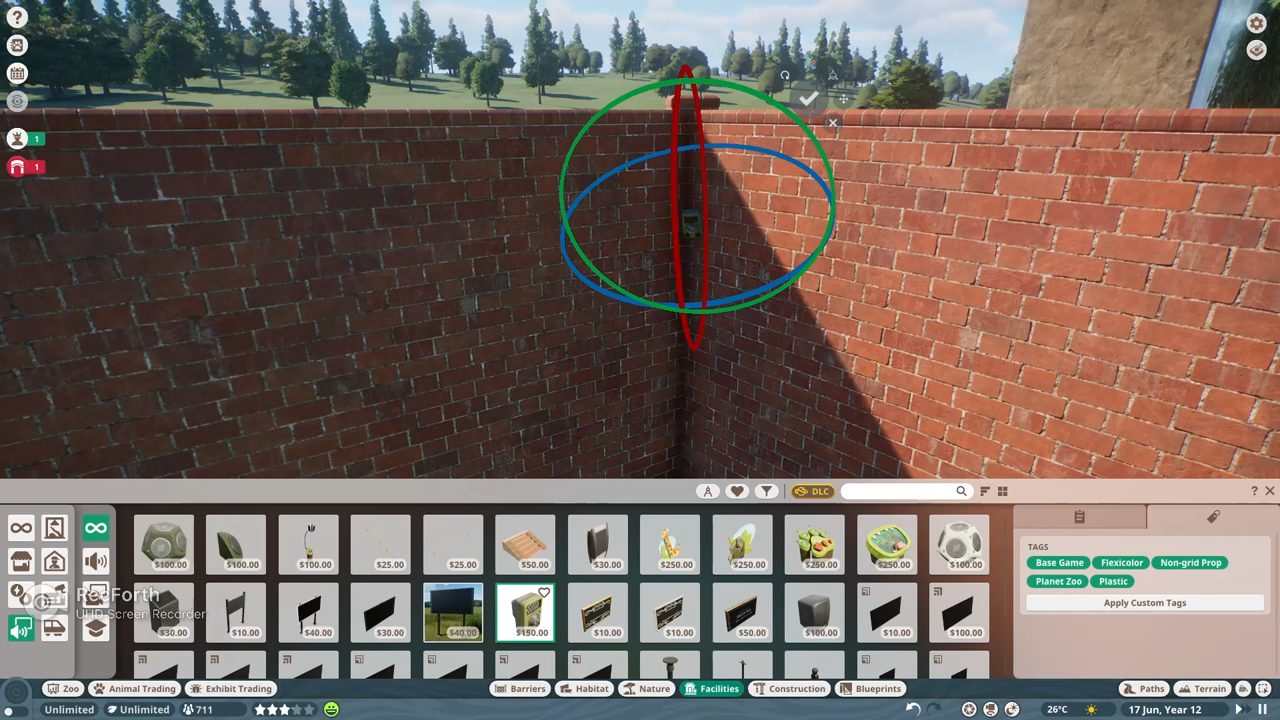 ?
1
1
DLC
? ×
$100.00 $100.00 $100.00 $25.00 $25.00 $50.00 $30.00 $250.00 $250.00 $250.00 $250.00 $100.00
$30.00 $10.00 $40.00 $30.00 $40.00 $150.00 $10.00 $10.00 $50.00 $100.00 $10.00 $100.00
TAGS
Base Game Flexicolor Non-grid Prop
Planet Zoo Plastic
Apply Custom Tags
RecForth
UHD Screen Recorder
Zoo Animal Trading Exhibit Trading Barriers Habitat Nature Facilities Construction Blueprints Paths Terrain
Unlimited Unlimited 711 26°C 17 Jun, Year 12